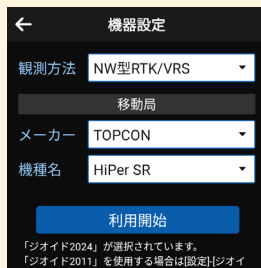 機器設定
観測方法 NW型RTK/VRS
移動局
メーカー TOPCON
機種名 HiPer SR
利用開始
「ジオイド2024」が選択されています。
「ジオイド2011」を使用する場合は[設定]-[ジオイ